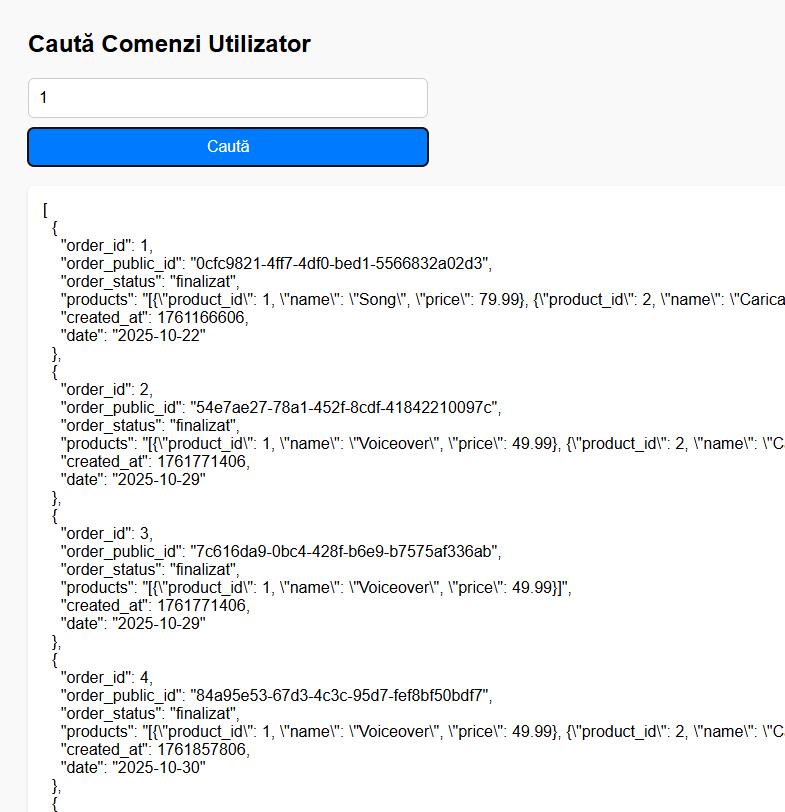 Caută Comenzi Utilizator
1
Caută
[
{
"order_id": 1,
"order_public_id": "0cfc9821-4ff7-4df0-bed1-5566832a02d3",
"order_status": "finalizat",
"products": "[{\"product_id\": 1, \"name\": \"Song\", \"price\": 79.99}, {\"product_id\": 2, \"name\": \"Carica
"created_at": 1761166606,
"date": "2025-10-22"
},
{
"order_id": 2,
"order_public_id": "54e7ae27-78a1-452f-8cdf-41842210097c",
"order_status": "finalizat",
"products": "[{\"product_id\": 1, \"name\": \"Voiceover\", \"price\": 49.99}, {\"product_id\": 2, \"name\": \"C
"created_at": 1761771406,
"date": "2025-10-29"
},
{
"order_id": 3,
"order_public_id": "7c616da9-0bc4-428f-b6e9-b7575af336ab",
"order_status": "finalizat",
"products": "[{\"product_id\": 1, \"name\": \"Voiceover\", \"price\": 49.99}]",
"created_at": 1761771406,
"date": "2025-10-29"
},
{
"order_id": 4,
"order_public_id": "84a95e53-67d3-4c3c-95d7-fef8bf50bdf7",
"order_status": "finalizat",
"products": "[{\"product_id\": 1, \"name\": \"Voiceover\", \"price\": 49.99}, {\"product_id\": 2, \"name\": \"C
"created_at": 1761857806,
"date": "2025-10-30"
},
{